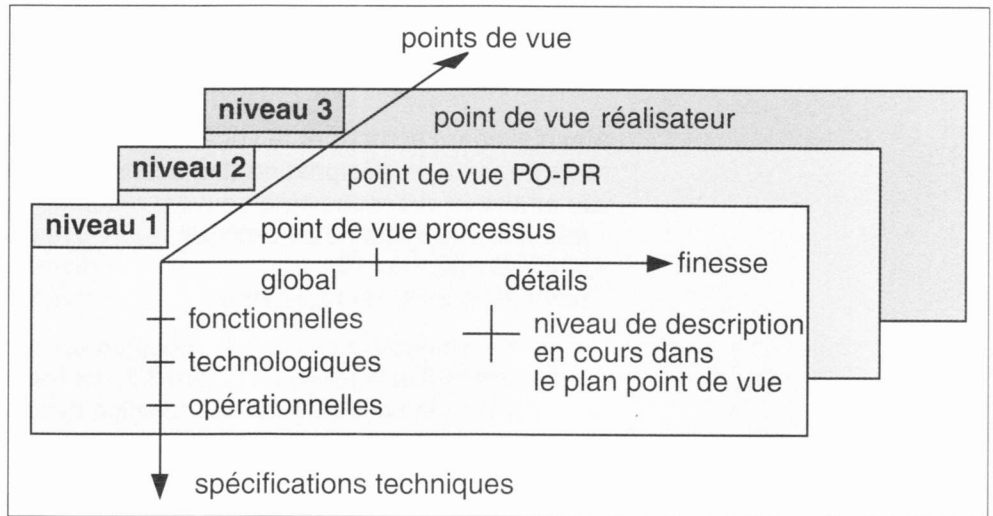 points de vue
niveau 3
point de vue réalisateur
niveau 2
point de vue PO-PR
niveau 1
point de vue processus
finesse
global
détails
fonctionnelles
technologiques
opérationnelles
niveau de description
en cours dans
le plan point de vue
spécifications techniques